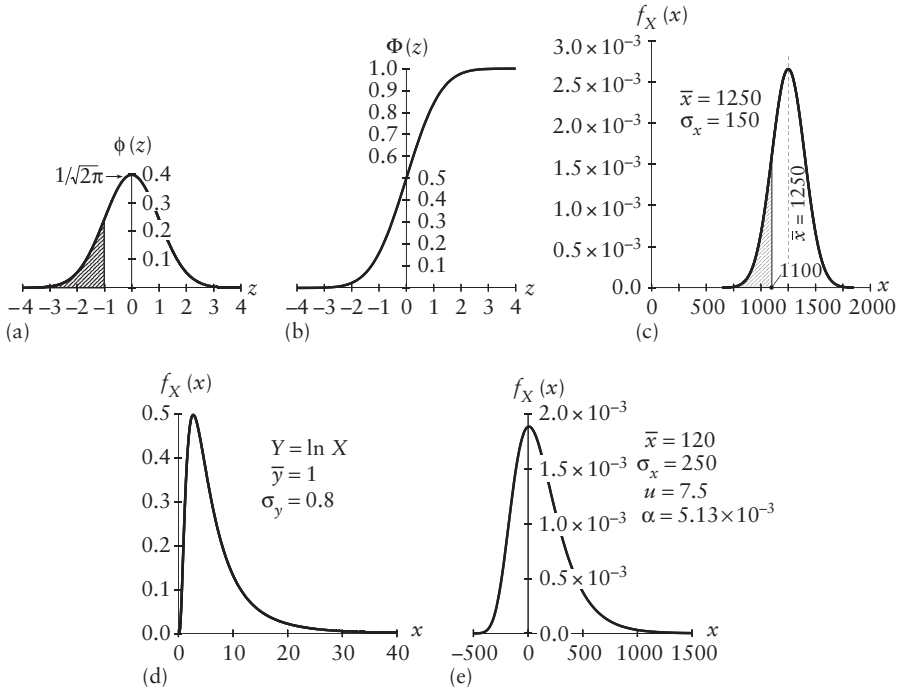 ϕ (z)
1/√2π
0.4
0.3
0.2
0.1
−4 −3 −2 −1 0 1 2 3 4 z
(a)
Φ (z)
1.0
0.9
0.8
0.7
0.6
0.5
0.4
0.3
0.2
0.1
−4 −3 −2 −1 0 1 2 3 4 z
(b)
f_X (x)
3.0 × 10⁻³
2.5 × 10⁻³
2.0 × 10⁻³
1.5 × 10⁻³
1.0 × 10⁻³
0.5 × 10⁻³
0.0
x̅ = 1250
σ_x = 150
x̅ = 1250
1100
0 500 1000 1500 2000 x
(c)
f_X (x)
0.5
0.4
0.3
0.2
0.1
0.0
Y = ln X
y̅ = 1
σ_y = 0.8
0 10 20 30 40 x
(d)
f_X (x)
2.0 × 10⁻³
1.5 × 10⁻³
1.0 × 10⁻³
0.5 × 10⁻³
0.0
x̅ = 120
σ_x = 250
u = 7.5
α = 5.13×10⁻³
−500 0 500 1000 1500 x
(e)